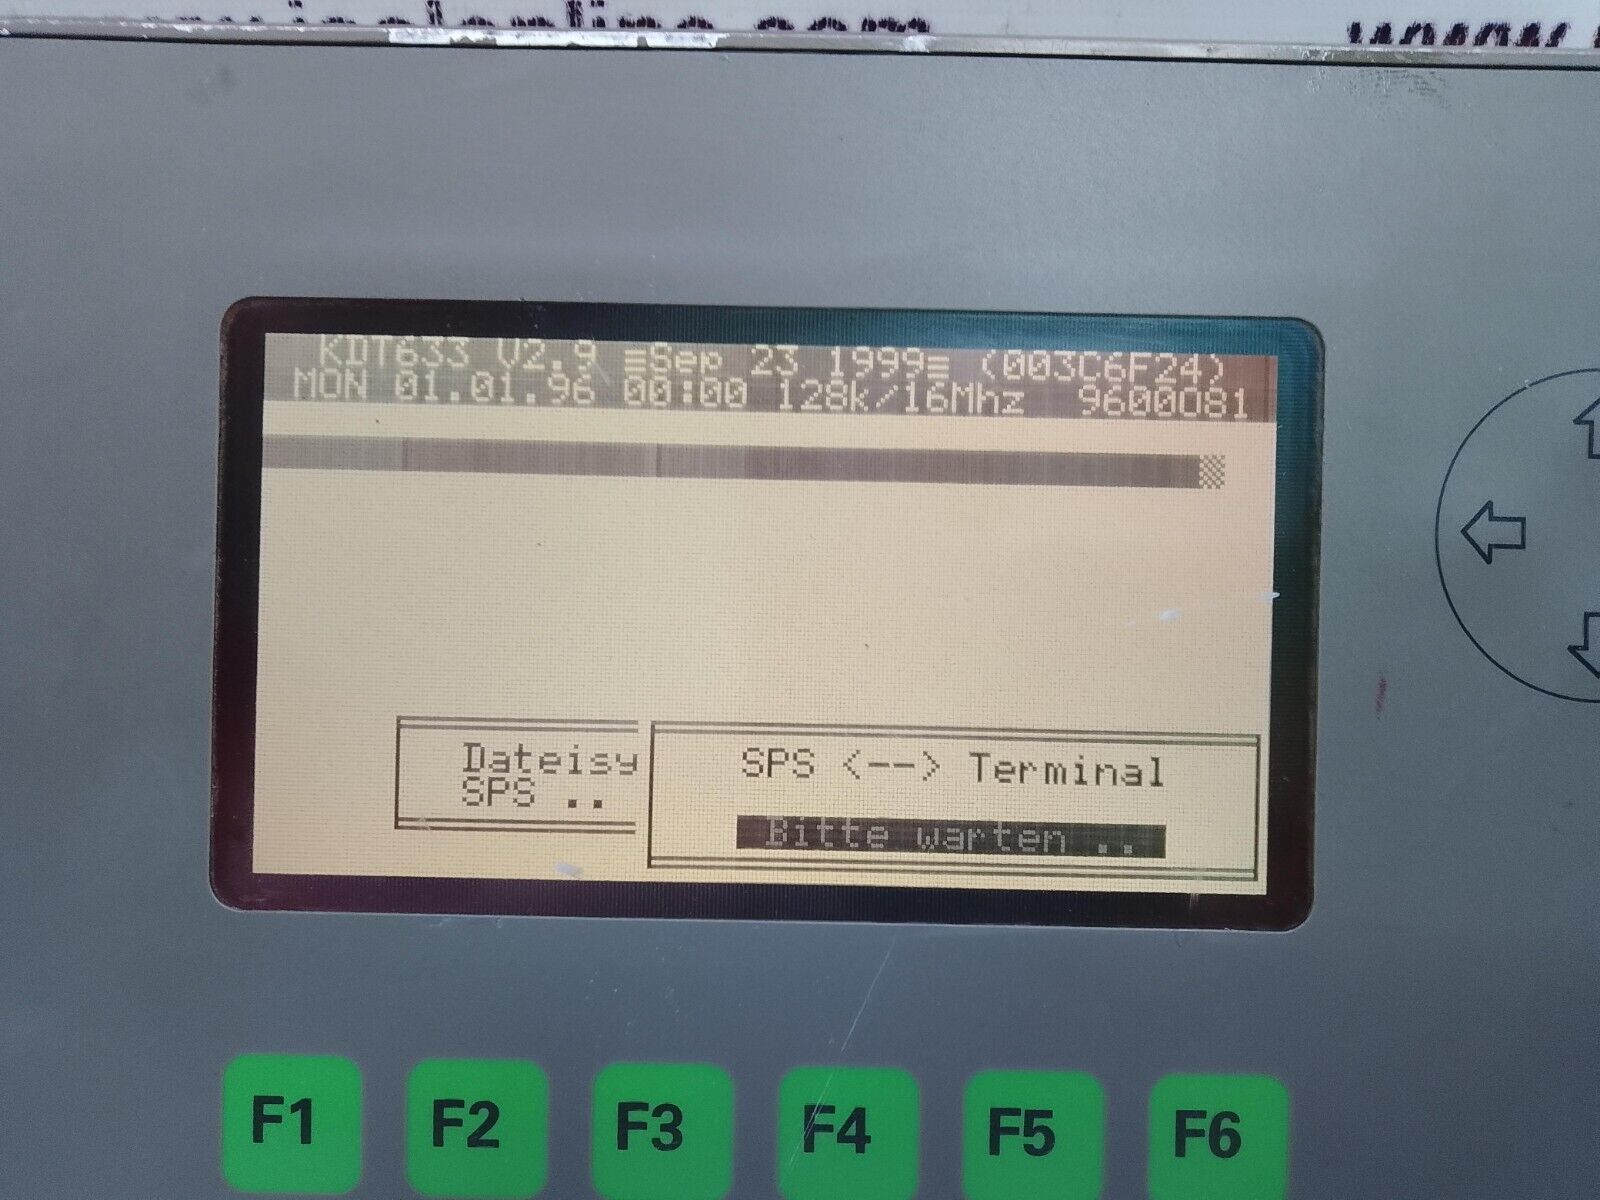 KDT633 V2.9 ≡Sep 23 1999≡ (003C6F24)
MON 01.01.96 00:00 128k/16Mhz 9600O81
Dateisy
SPS ..
SPS <--> Terminal
Bitte warten ..
F1 F2 F3 F4 F5 F6